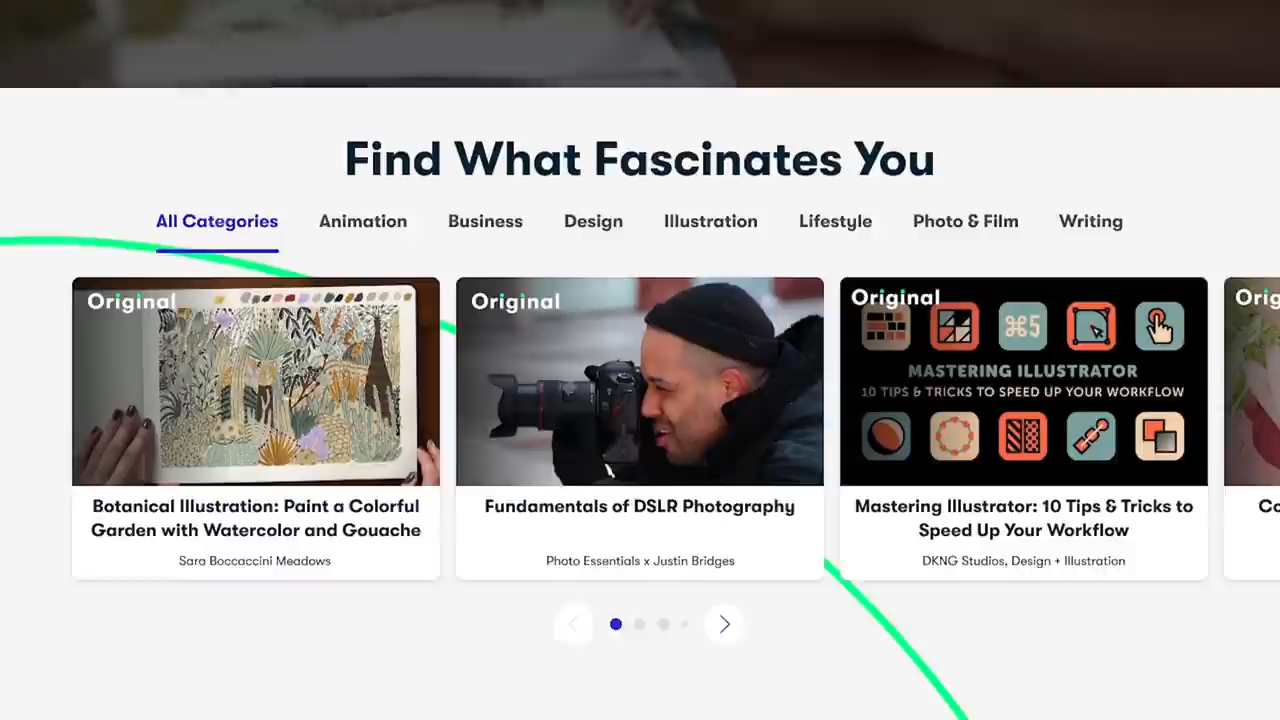 Find What Fascinates You
All Categories Animation Business Design Illustration Lifestyle Photo & Film Writing
Original
Original
Original
⌘5
MASTERING ILLUSTRATOR
10 TIPS & TRICKS TO SPEED UP YOUR WORKFLOW
Botanical Illustration: Paint a Colorful
Garden with Watercolor and Gouache
Sara Boccaccini Meadows
Fundamentals of DSLR Photography
Photo Essentials x Justin Bridges
Mastering Illustrator: 10 Tips & Tricks to
Speed Up Your Workflow
DKNG Studios, Design + Illustration